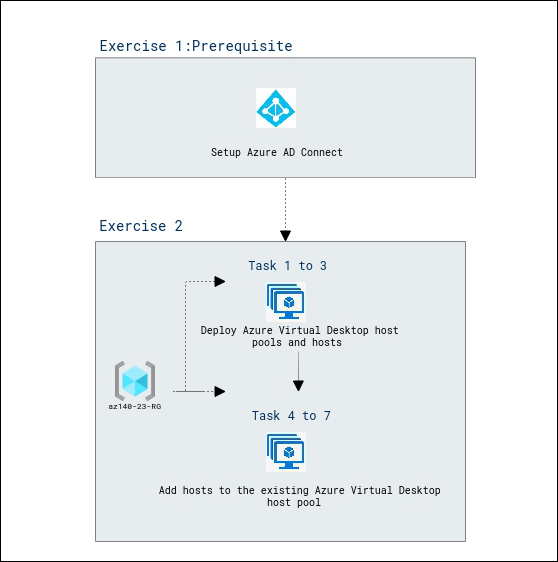 Exercise 1:Prerequisite
Setup Azure AD Connect
Exercise 2
Task 1 to 3
Deploy Azure Virtual Desktop host
pools and hosts
az140-23-RG
Task 4 to 7
Add hosts to the existing Azure Virtual Desktop
host pool